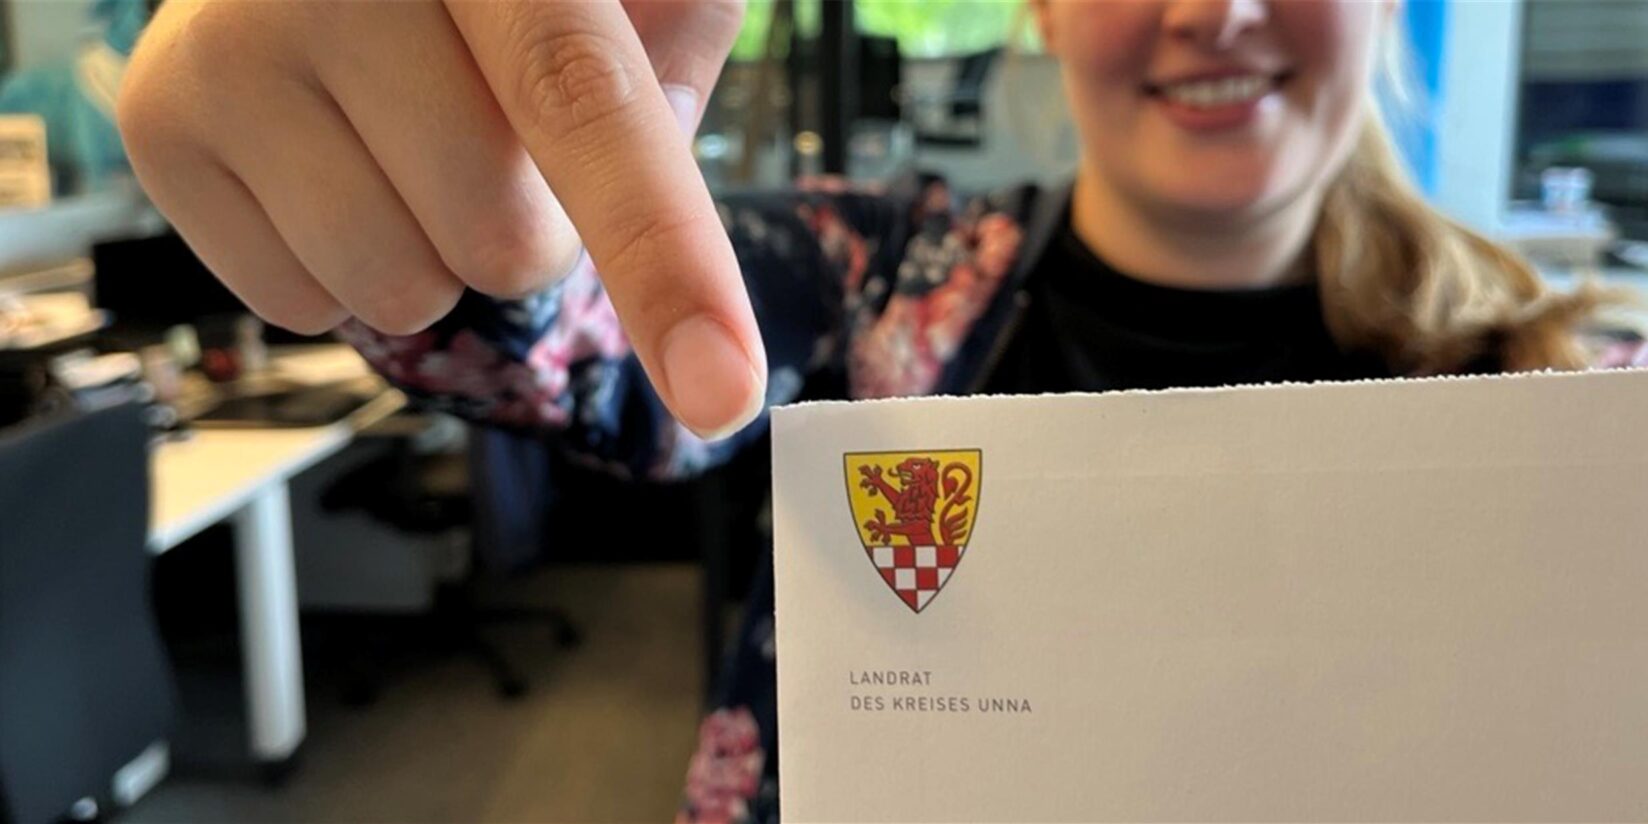 LANDRAT
DES KREISES UNNA